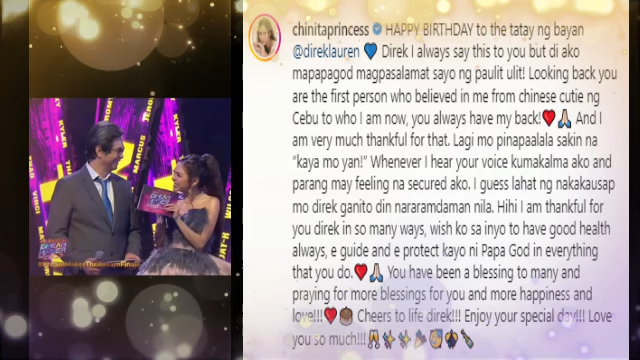 chinitaprincess HAPPY BIRTHDAY to the tatay ng bayan
@direklauren 💙 Direk I always say this to you but di ako
mapapagod magpasalamat sayo ng paulit ulit! Looking back you
are the first person who believed in me from chinese cutie ng
Cebu to who I am now, you always have my back!❤️🙏🏻 And I
am very much thankful for that. Lagi mo pinapaalala sakin na
“kaya mo yan!” Whenever I hear your voice kumakalma ako and
parang may feeling na secured ako. I guess lahat ng nakakausap
mo direk ganito din nararamdaman nila. Hihi I am thankful for
you direk in so many ways, wish ko sa inyo to have good health
always, e guide and e protect kayo ni Papa God in everything
that you do.❤️🙏🏻 You have been a blessing to many and
praying for more blessings for you and more happiness and
love!!! Cheers to life direk!!! Enjoy your special day!!! Love
you so much!!!
KYLER
MARCUS
JEROME
VINCI